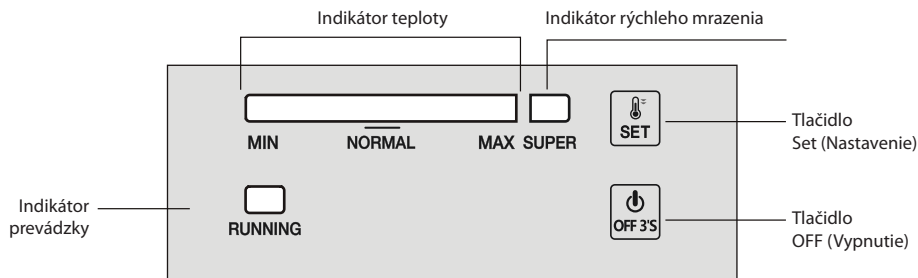 Indikátor teploty
Indikátor rýchleho mrazenia
MIN
NORMAL
MAX
SUPER
SET
Tlačidlo
Set (Nastavenie)
Indikátor
prevádzky
RUNNING
OFF 3'S
Tlačidlo
OFF (Vypnutie)